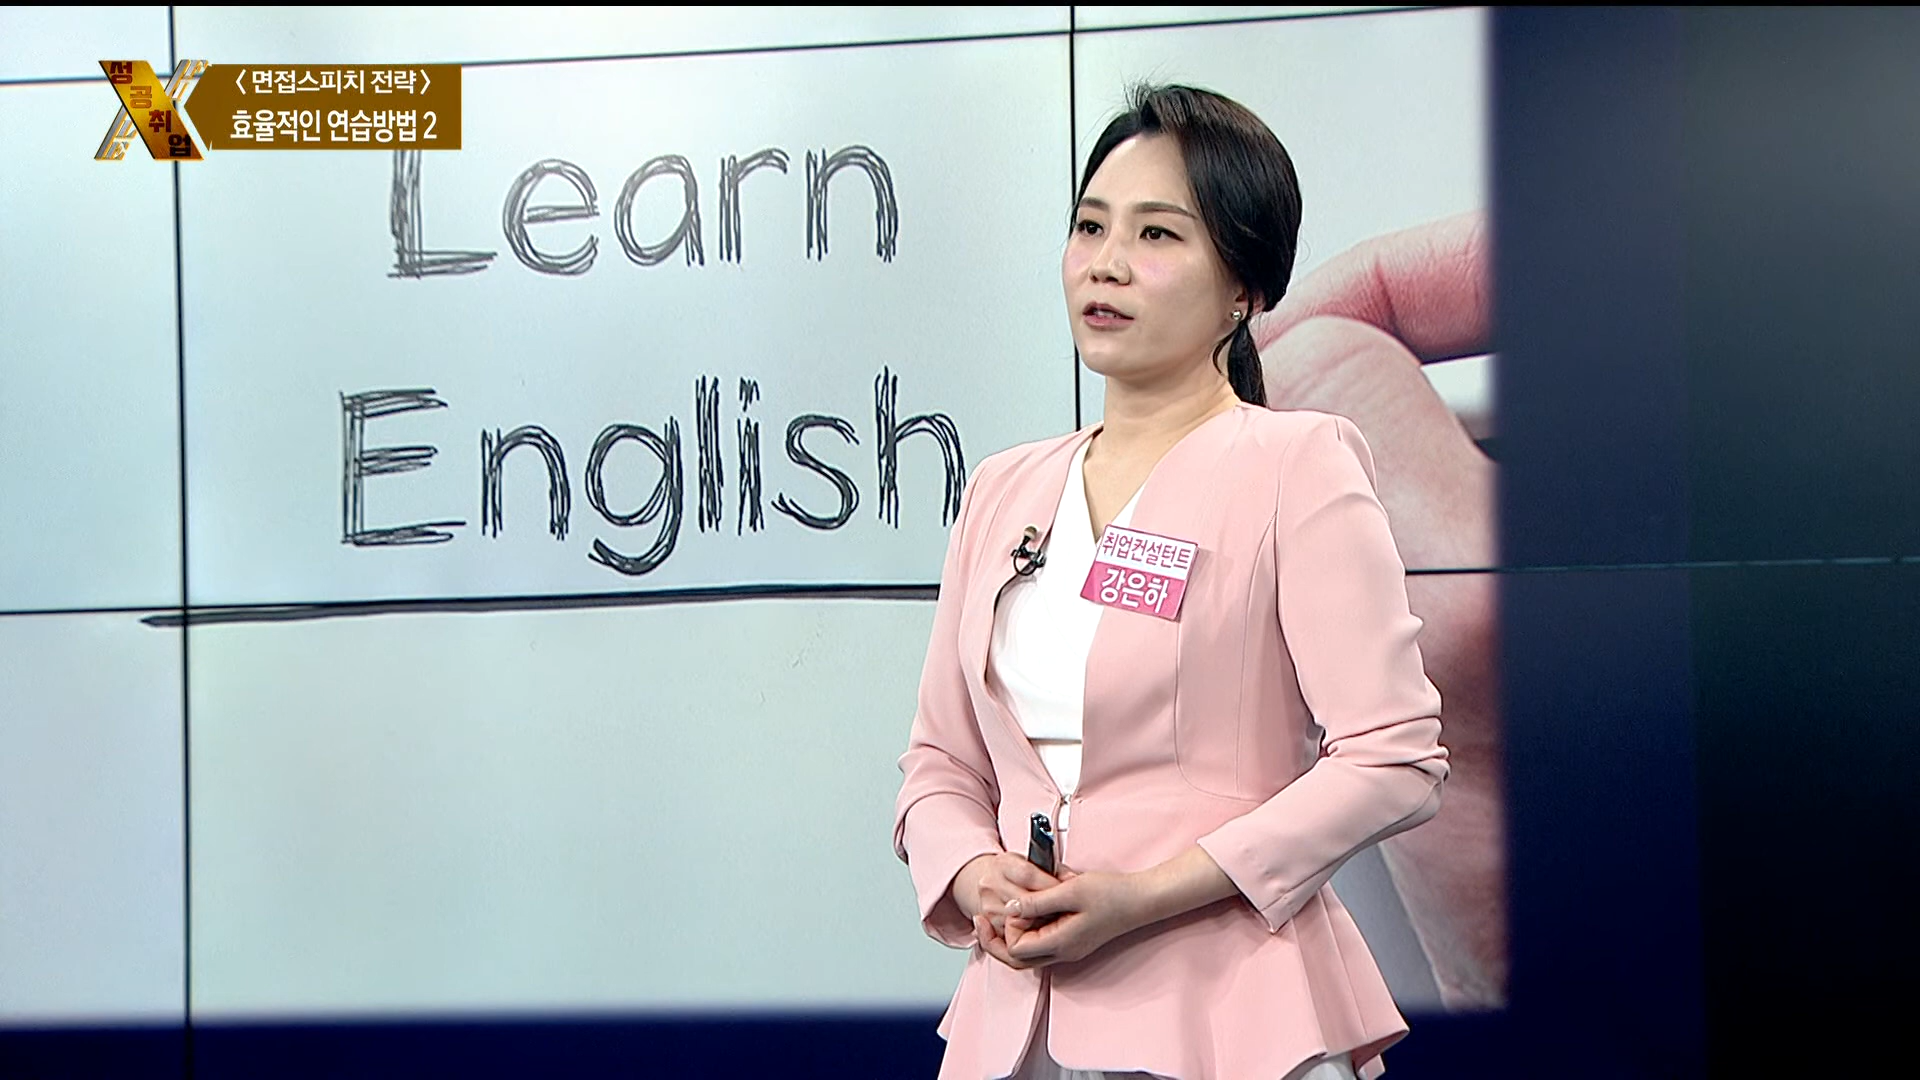 성공취업
X
FILE
< 면접스피치 전략 >
효율적인 연습방법 2
Learn
English
취업컨설턴트
강은하